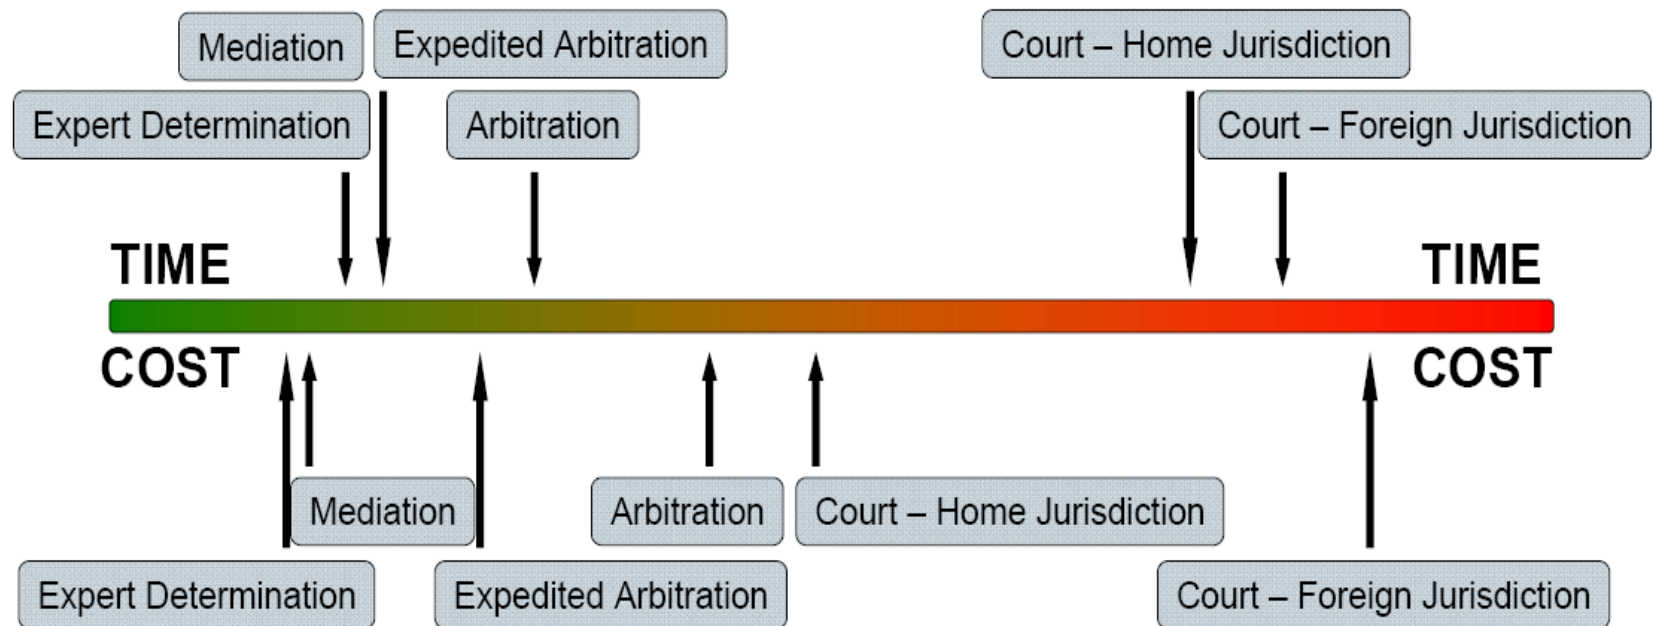 Mediation
Expedited Arbitration
Court – Home Jurisdiction
Expert Determination
Arbitration
Court – Foreign Jurisdiction
TIME
TIME
COST
COST
Mediation
Arbitration
Court – Home Jurisdiction
Expert Determination
Expedited Arbitration
Court – Foreign Jurisdiction